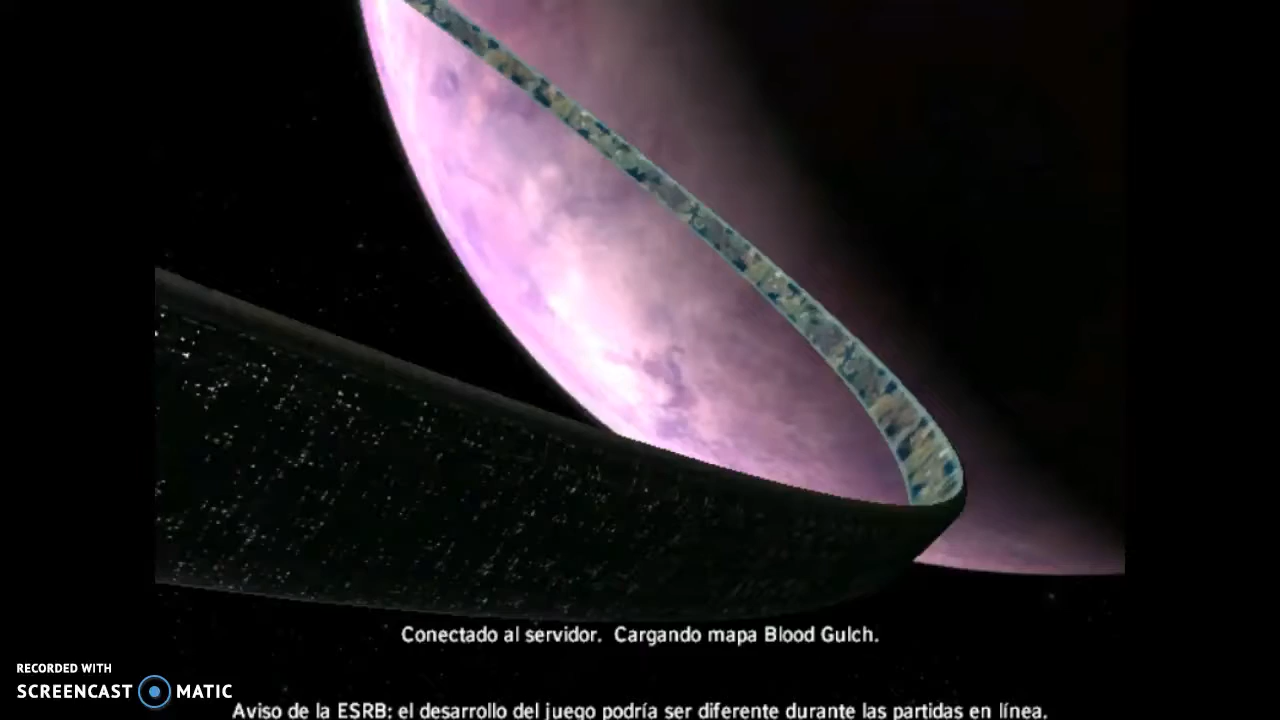 Conectado al servidor. Cargando mapa Blood Gulch.
RECORDED WITH
SCREENCAST MATIC
Aviso de la ESRB: el desarrollo del juego podría ser diferente durante las partidas en línea.